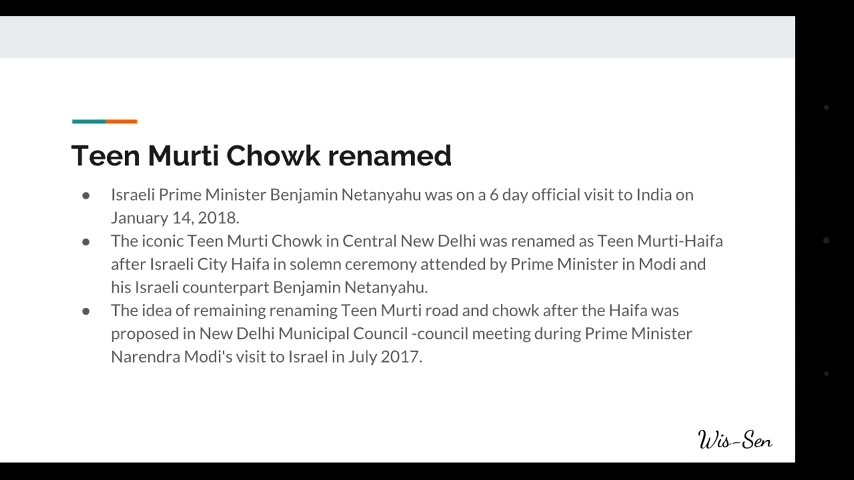 Teen Murti Chowk renamed
● Israeli Prime Minister Benjamin Netanyahu was on a 6 day official visit to India on
January 14, 2018.
● The iconic Teen Murti Chowk in Central New Delhi was renamed as Teen Murti-Haifa
after Israeli City Haifa in solemn ceremony attended by Prime Minister in Modi and
his Israeli counterpart Benjamin Netanyahu.
● The idea of remaining renaming Teen Murti road and chowk after the Haifa was
proposed in New Delhi Municipal Council -council meeting during Prime Minister
Narendra Modi's visit to Israel in July 2017.
Wis-Sen